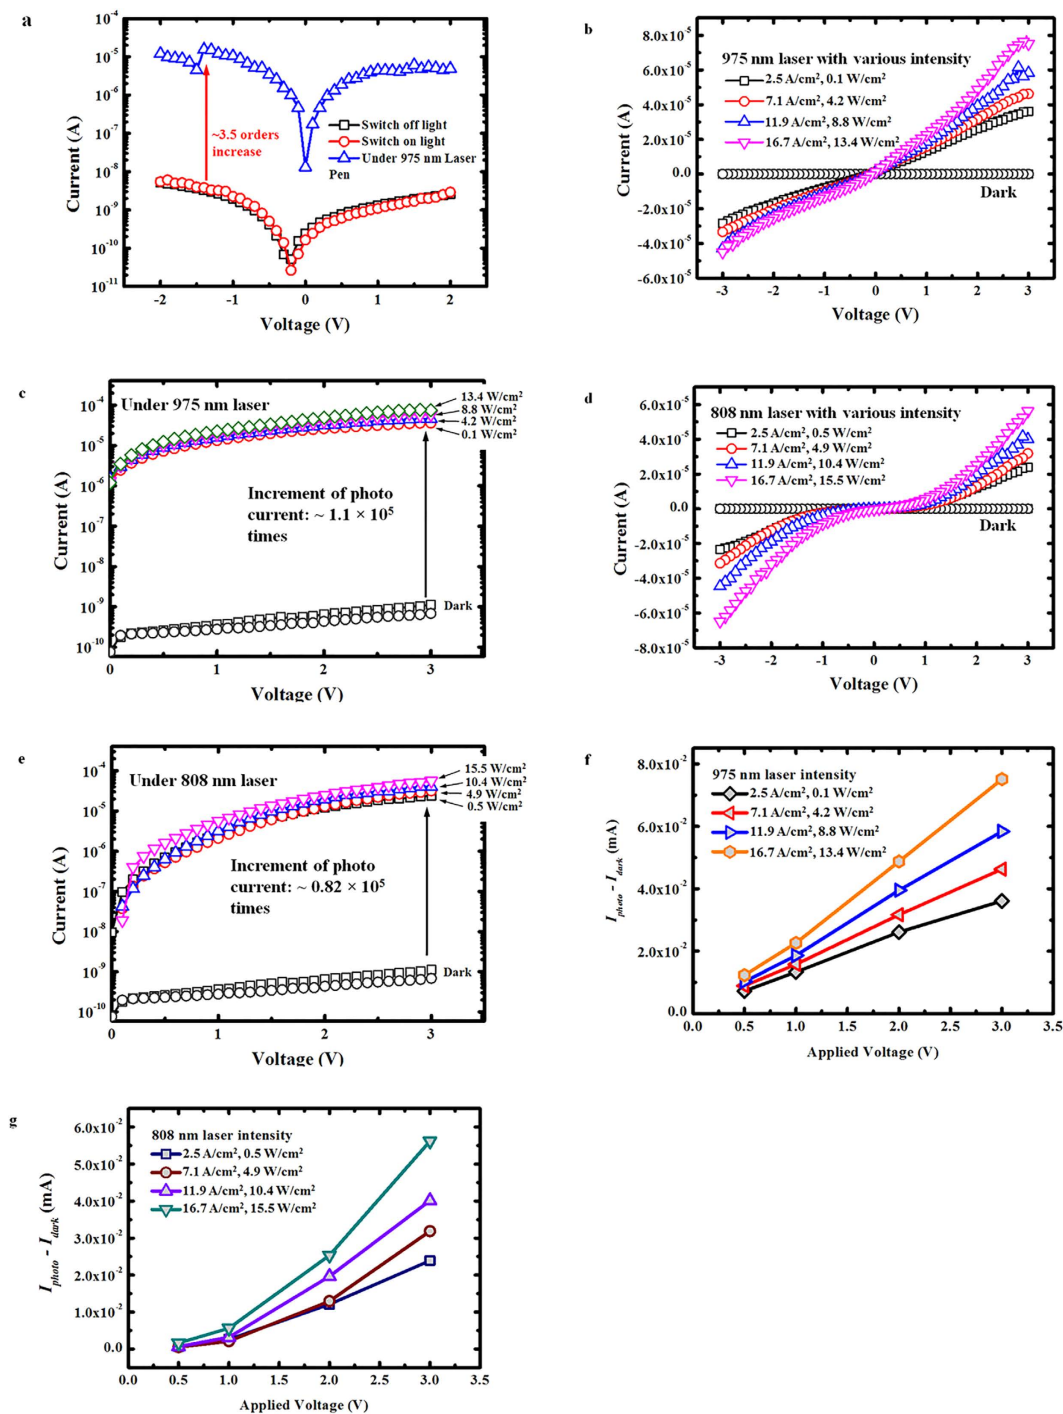 a
10⁻⁴
10⁻⁵
10⁻⁶
10⁻⁷
10⁻⁸
10⁻⁹
10⁻¹⁰
10⁻¹¹
Current (A)
~3.5 orders
increase
Switch off light
Switch on light
Under 975 nm Laser
Pen
-2 -1 0 1 2
Voltage (V)
b
8.0x10⁻⁵
6.0x10⁻⁵
4.0x10⁻⁵
2.0x10⁻⁵
0.0
-2.0x10⁻⁵
-4.0x10⁻⁵
-6.0x10⁻⁵
Current (A)
975 nm laser with various intensity
2.5 A/cm², 0.1 W/cm²
7.1 A/cm², 4.2 W/cm²
11.9 A/cm², 8.8 W/cm²
16.7 A/cm², 13.4 W/cm²
Dark
-3 -2 -1 0 1 2 3
Voltage (V)
c
10⁻⁴
10⁻⁵
10⁻⁶
10⁻⁷
10⁻⁸
10⁻⁹
10⁻¹⁰
Current (A)
Under 975 nm laser
13.4 W/cm²
8.8 W/cm²
4.2 W/cm²
0.1 W/cm²
Increment of photo
current: ~ 1.1 × 10⁵
times
Dark
0 1 2 3
Voltage (V)
d
6.0x10⁻⁵
4.0x10⁻⁵
2.0x10⁻⁵
0.0
-2.0x10⁻⁵
-4.0x10⁻⁵
-6.0x10⁻⁵
-8.0x10⁻⁵
Current (A)
808 nm laser with various intensity
2.5 A/cm², 0.5 W/cm²
7.1 A/cm², 4.9 W/cm²
11.9 A/cm², 10.4 W/cm²
16.7 A/cm², 15.5 W/cm²
Dark
-3 -2 -1 0 1 2 3
Voltage (V)
e
10⁻⁴
10⁻⁵
10⁻⁶
10⁻⁷
10⁻⁸
10⁻⁹
10⁻¹⁰
Current (A)
Under 808 nm laser
15.5 W/cm²
10.4 W/cm²
4.9 W/cm²
0.5 W/cm²
Increment of photo
current: ~ 0.82 × 10⁵
times
Dark
0 1 2 3
Voltage (V)
f
8.0x10⁻²
6.0x10⁻²
4.0x10⁻²
2.0x10⁻²
0.0
I_photo - I_dark (mA)
975 nm laser intensity
2.5 A/cm², 0.1 W/cm²
7.1 A/cm², 4.2 W/cm²
11.9 A/cm², 8.8 W/cm²
16.7 A/cm², 13.4 W/cm²
0.0 0.5 1.0 1.5 2.0 2.5 3.0 3.5
Applied Voltage (V)
g
6.0x10⁻²
5.0x10⁻²
4.0x10⁻²
3.0x10⁻²
2.0x10⁻²
1.0x10⁻²
0.0
I_photo - I_dark (mA)
808 nm laser intensity
2.5 A/cm², 0.5 W/cm²
7.1 A/cm², 4.9 W/cm²
11.9 A/cm², 10.4 W/cm²
16.7 A/cm², 15.5 W/cm²
0.0 0.5 1.0 1.5 2.0 2.5 3.0 3.5
Applied Voltage (V)